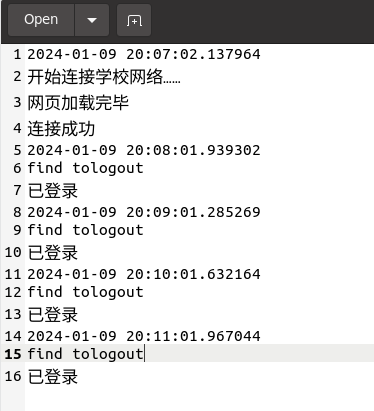 Open
1 2024-01-09 20:07:02.137964
2 开始连接学校网络……
3 网页加载完毕
4 连接成功
5 2024-01-09 20:08:01.939302
6 find tologout
7 已登录
8 2024-01-09 20:09:01.285269
9 find tologout
10 已登录
11 2024-01-09 20:10:01.632164
12 find tologout
13 已登录
14 2024-01-09 20:11:01.967044
15 find tologout
16 已登录